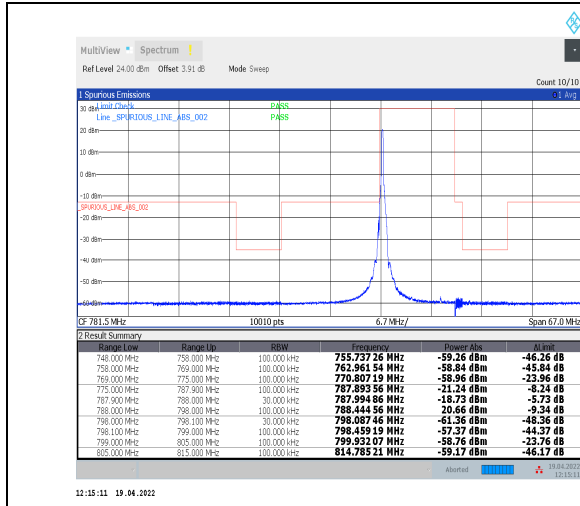 MultiView Spectrum 1
Ref Level 24.00 dBm Offset 3.91 dB Mode Sweep
Count 10/10
1 Spurious Emissions 1 Avg
30 dBm Limit Check PASS
Line _SPURIOUS_LINE_ABS_002 PASS
20 dBm
10 dBm
0 dBm
-10 dBm
_SPURIOUS_LINE_ABS_002
-20 dBm
-30 dBm
-40 dBm
-50 dBm
-60 dBm
CF 781.5 MHz 10010 pts 6.7 MHz/ Span 67.0 MHz
2 Result Summary
Range Low Range Up RBW Frequency Power Abs ΔLimit
748.000 MHz 758.000 MHz 100.000 kHz 755.737 26 MHz -59.26 dBm -46.26 dB
758.000 MHz 769.000 MHz 100.000 kHz 762.961 54 MHz -58.84 dBm -45.84 dB
769.000 MHz 775.000 MHz 100.000 kHz 770.807 19 MHz -58.96 dBm -23.96 dB
775.000 MHz 787.900 MHz 100.000 kHz 787.893 56 MHz -21.24 dBm -8.24 dB
787.900 MHz 788.000 MHz 30.000 kHz 787.994 86 MHz -18.73 dBm -5.73 dB
788.000 MHz 798.000 MHz 100.000 kHz 788.444 56 MHz 20.66 dBm -9.34 dB
798.000 MHz 798.100 MHz 30.000 kHz 798.087 46 MHz -61.36 dBm -48.36 dB
798.100 MHz 799.000 MHz 100.000 kHz 798.459 19 MHz -57.37 dBm -44.37 dB
799.000 MHz 805.000 MHz 100.000 kHz 799.932 07 MHz -58.76 dBm -23.76 dB
805.000 MHz 815.000 MHz 100.000 kHz 814.785 21 MHz -59.17 dBm -46.17 dB
Aborted 19.04.2022
12:15:11
12:15:11 19.04.2022